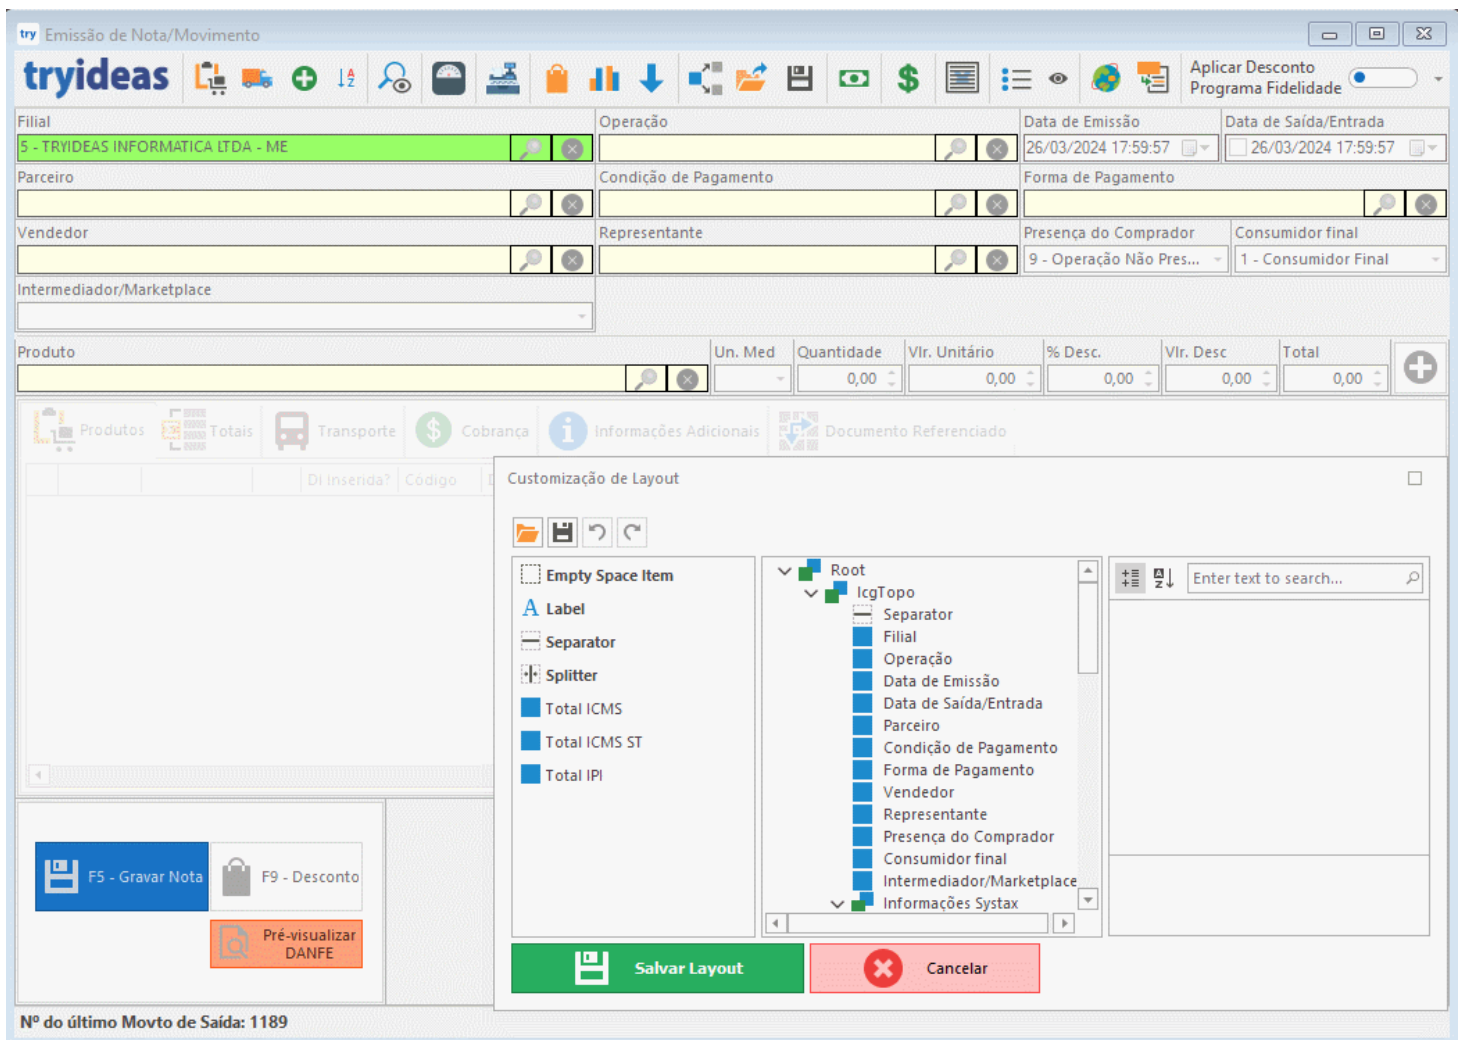 try Emissão de Nota/Movimento
tryideas
Aplicar Desconto
Programa Fidelidade
Filial
Operação
Data de Emissão
Data de Saída/Entrada
5 - TRYIDEAS INFORMATICA LTDA - ME
26/03/2024 17:59:57
26/03/2024 17:59:57
Parceiro
Condição de Pagamento
Forma de Pagamento
Vendedor
Representante
Presença do Comprador
Consumidor final
9 - Operação Não Pres...
1 - Consumidor Final
Intermediador/Marketplace
Produto
Un. Med
Quantidade
Vlr. Unitário
% Desc.
Vlr. Desc
Total
0,00
0,00
0,00
0,00
0,00
Produtos
Totais
Transporte
Cobrança
Informações Adicionais
Documento Referenciado
DI Inserida?
Código
Customização de Layout
Empty Space Item
Label
Separator
Splitter
Total ICMS
Total ICMS ST
Total IPI
Root
lcgTopo
Separator
Filial
Operação
Data de Emissão
Data de Saída/Entrada
Parceiro
Condição de Pagamento
Forma de Pagamento
Vendedor
Representante
Presença do Comprador
Consumidor final
Intermediador/Marketplace
Informações Systax
Enter text to search...
F5 - Gravar Nota
F9 - Desconto
Pré-visualizar
DANFE
Salvar Layout
Cancelar
Nº do último Movto de Saída: 1189